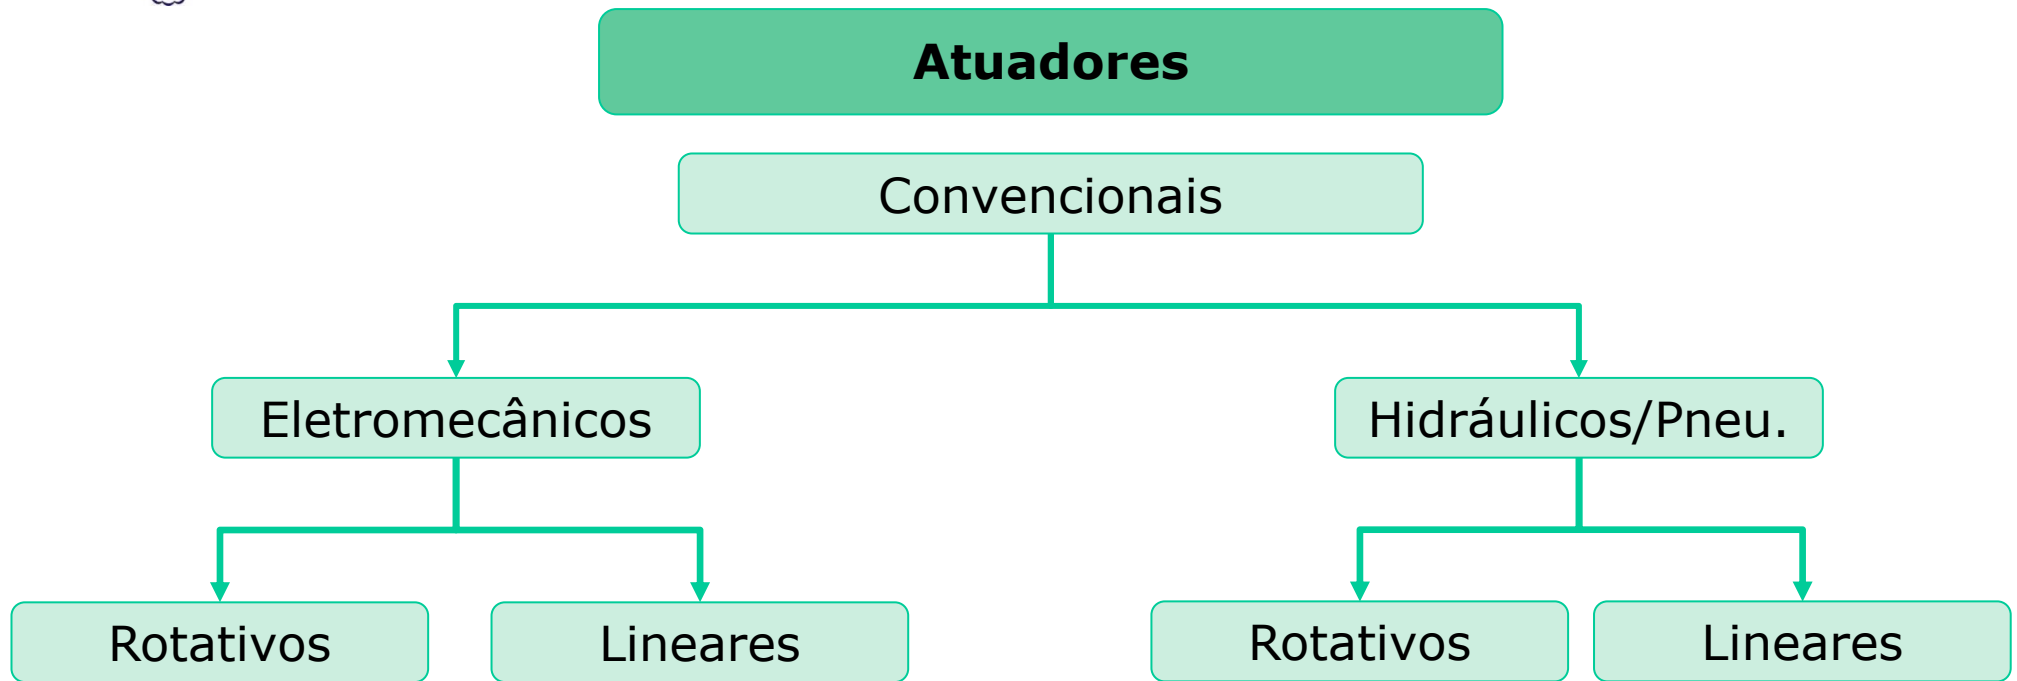 Atuadores
Convencionais
Eletromecânicos
Hidráulicos/Pneu.
Rotativos
Lineares
Rotativos
Lineares